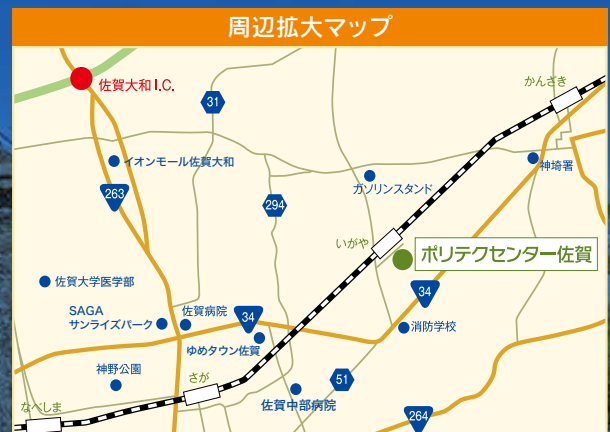 周辺拡大マップ
かんざき
佐賀大和I.C.
31
イオンモール佐賀大和
神埼署
263
ガソリンスタンド
294
いがや
ポリテクセンター佐賀
佐賀大学医学部
34
SAGA
サンライズパーク
佐賀病院
34
消防学校
ゆめタウン佐賀
神野公園
さが
51
なべしま
佐賀中部病院
264